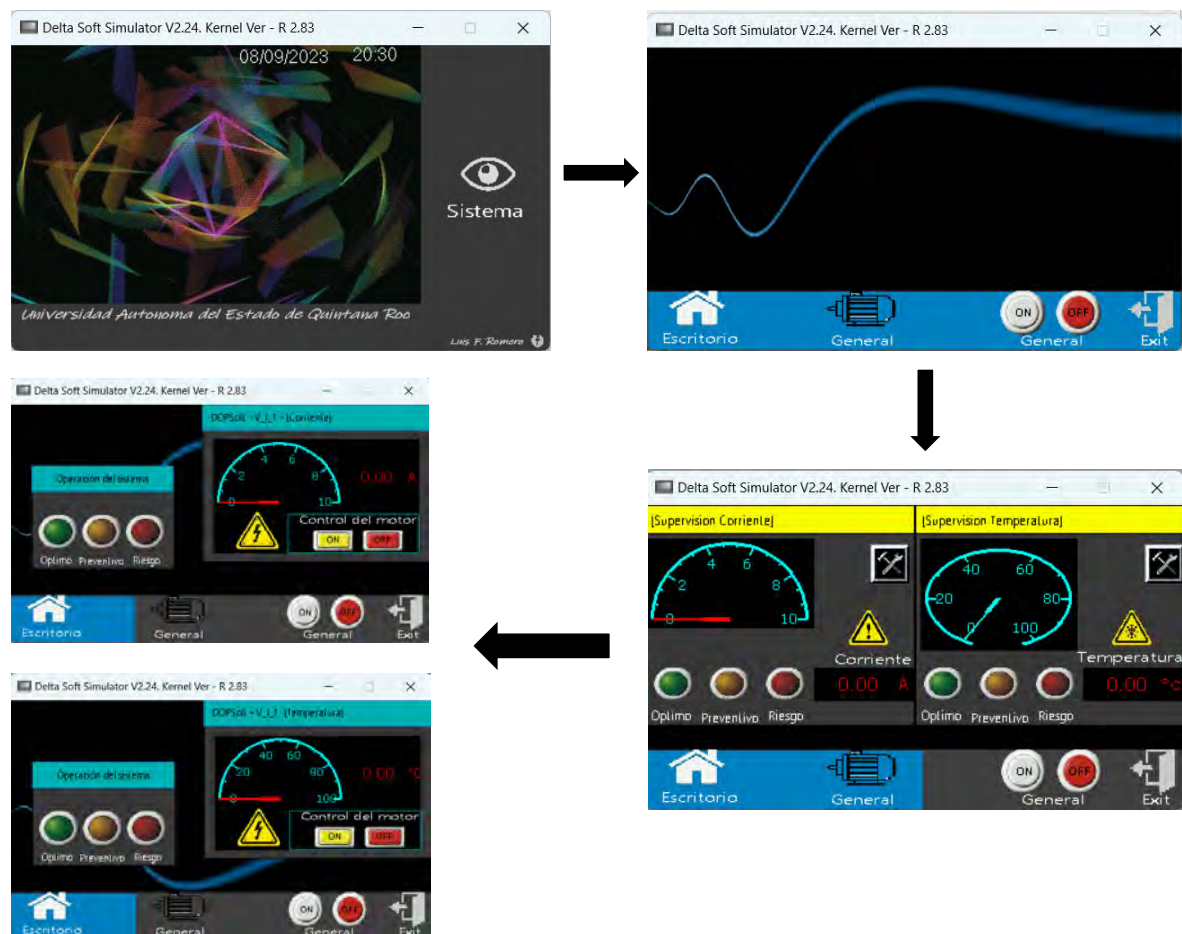 Delta Soft Simulator V2.24. Kernel Ver - R 2.83
08/09/2023 20:30
Sistema
Universidad Autonoma del Estado de Quintana Roo
Luis F. Romero
Delta Soft Simulator V2.24. Kernel Ver - R 2.83
ON OFF
Escritorio General General Exit
Delta Soft Simulator V2.24. Kernel Ver - R 2.83
DOPSoft - V_I_1 - [Corriente]
Operación del sistema
0 2 4 6 8 10
0.00 A
Control del motor
ON OFF
Optimo Preventivo Riesgo
ON OFF
Escritorio General General Exit
Delta Soft Simulator V2.24. Kernel Ver - R 2.83
[Supervision Corriente] [Supervision Temperatura]
0 2 4 6 8 10
0 20 40 60 80 100
Corriente Temperatura
0.00 A 0.00 °C
Optimo Preventivo Riesgo Optimo Preventivo Riesgo
ON OFF
Escritorio General General Exit
Delta Soft Simulator V2.24. Kernel Ver - R 2.83
DOPSoft - V_I_1 [Temperatura]
Operación del sistema
0 20 40 60 80 100
0.00 °C
Control del motor
ON OFF
Optimo Preventivo Riesgo
ON OFF
Escritorio General General Exit